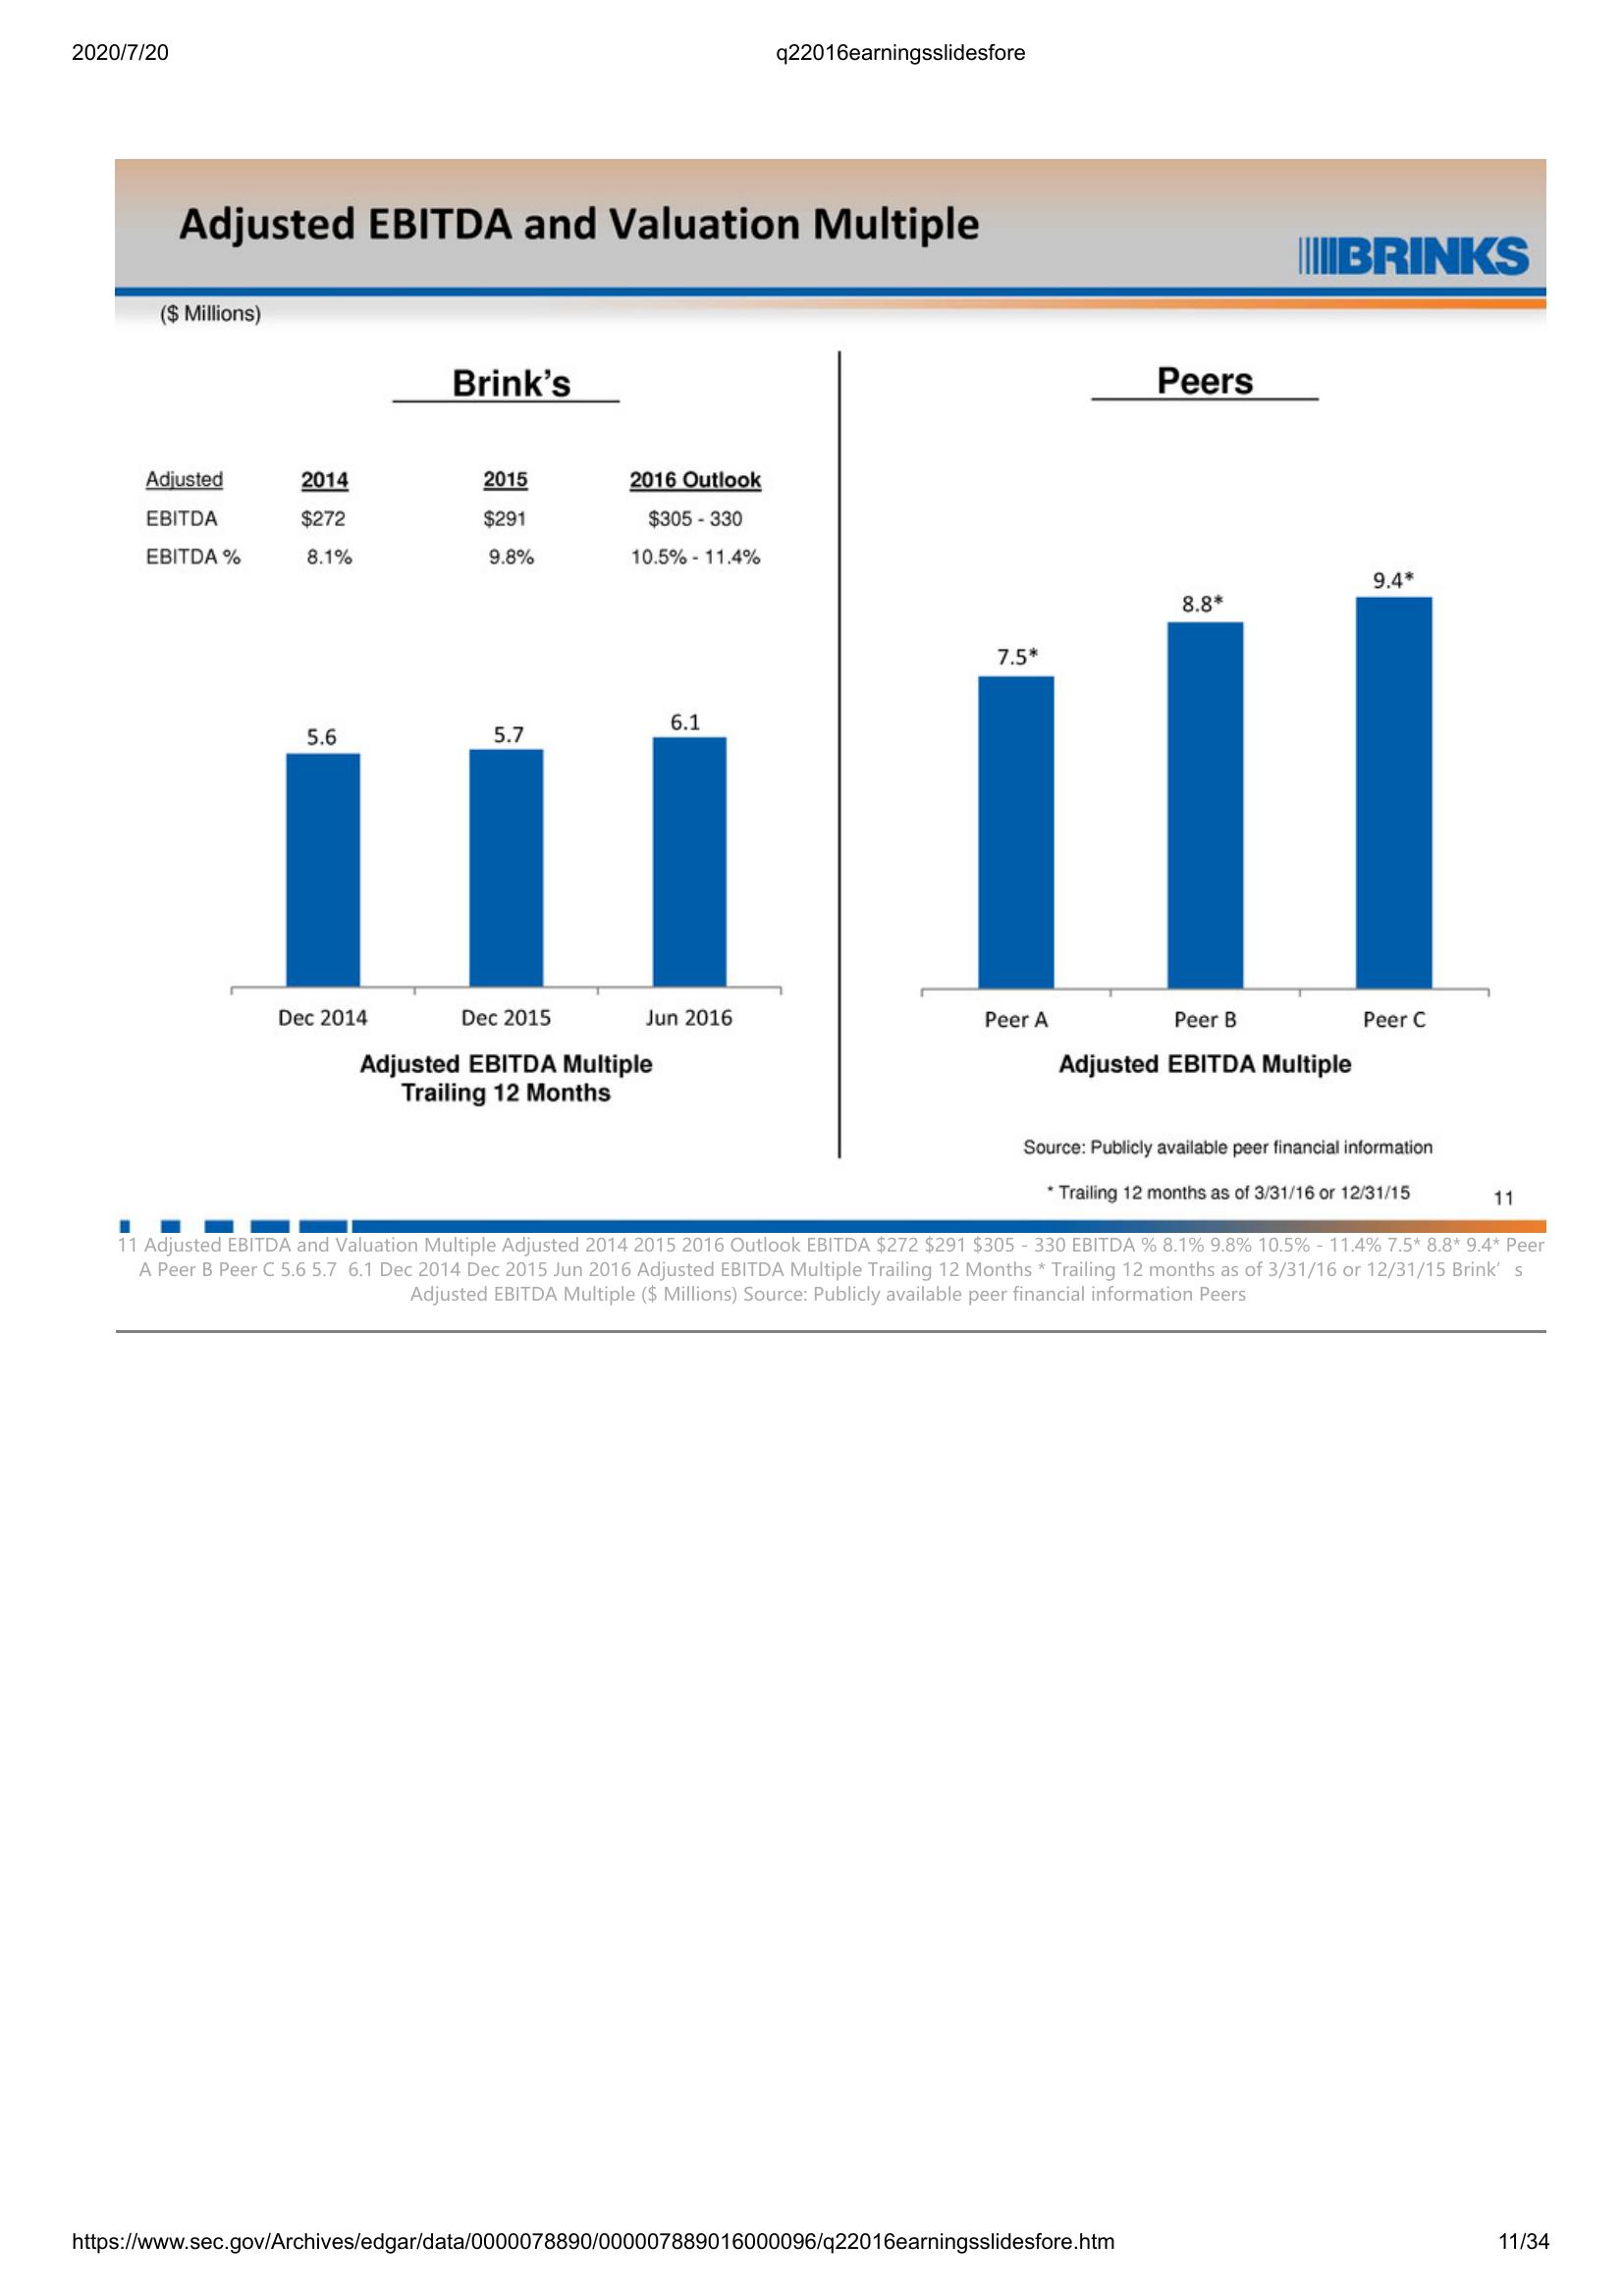 2020/7/20 q22016earningsslidesfore
Adjusted EBITDA and Valuation Multiple
BRINKS
($ Millions)
Brink's
Adjusted 2014 2015 2016 Outlook
EBITDA $272 $291 $305 - 330
EBITDA % 8.1% 9.8% 10.5% - 11.4%
5.6 5.7 6.1
Dec 2014 Dec 2015 Jun 2016
Adjusted EBITDA Multiple
Trailing 12 Months
Peers
7.5* 8.8* 9.4*
Peer A Peer B Peer C
Adjusted EBITDA Multiple
Source: Publicly available peer financial information
* Trailing 12 months as of 3/31/16 or 12/31/15
11
11 Adjusted EBITDA and Valuation Multiple Adjusted 2014 2015 2016 Outlook EBITDA $272 $291 $305 - 330 EBITDA % 8.1% 9.8% 10.5% - 11.4% 7.5* 8.8* 9.4* Peer
A Peer B Peer C 5.6 5.7 6.1 Dec 2014 Dec 2015 Jun 2016 Adjusted EBITDA Multiple Trailing 12 Months * Trailing 12 months as of 3/31/16 or 12/31/15 Brink’ s
Adjusted EBITDA Multiple ($ Millions) Source: Publicly available peer financial information Peers
https://www.sec.gov/Archives/edgar/data/0000078890/000007889016000096/q22016earningsslidesfore.htm 11/34